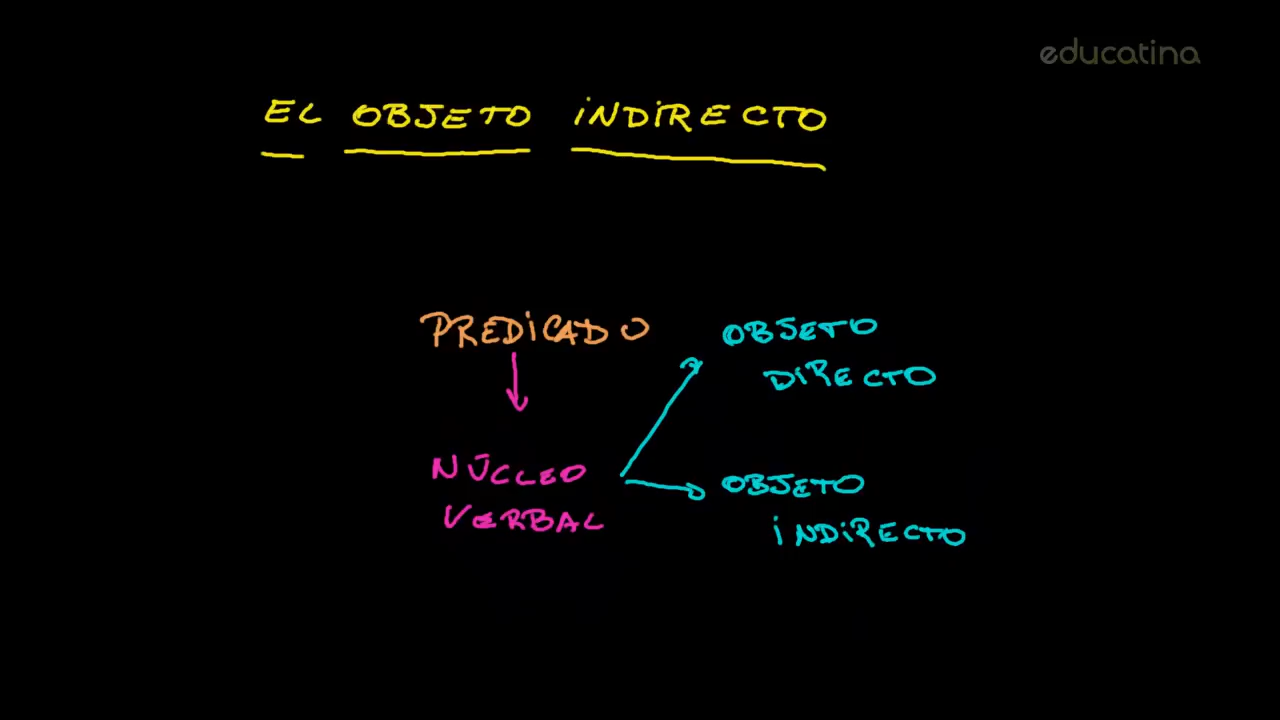 educatina
EL OBJETO INDIRECTO
PREDICADO
OBJETO
DIRECTO
NÚCLEO
VERBAL
OBJETO
INDIRECTO